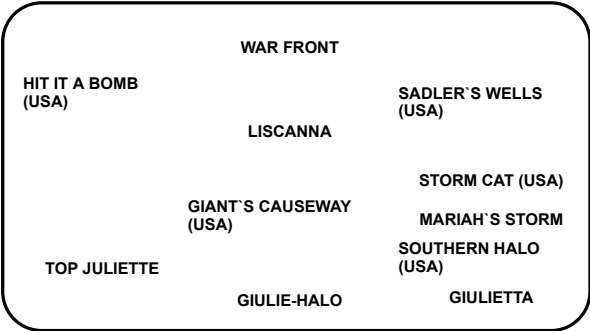 WAR FRONT
HIT IT A BOMB
(USA)
SADLER`S WELLS
(USA)
LISCANNA
STORM CAT (USA)
GIANT`S CAUSEWAY
(USA)
MARIAH`S STORM
SOUTHERN HALO
(USA)
TOP JULIETTE
GIULIE-HALO
GIULIETTA